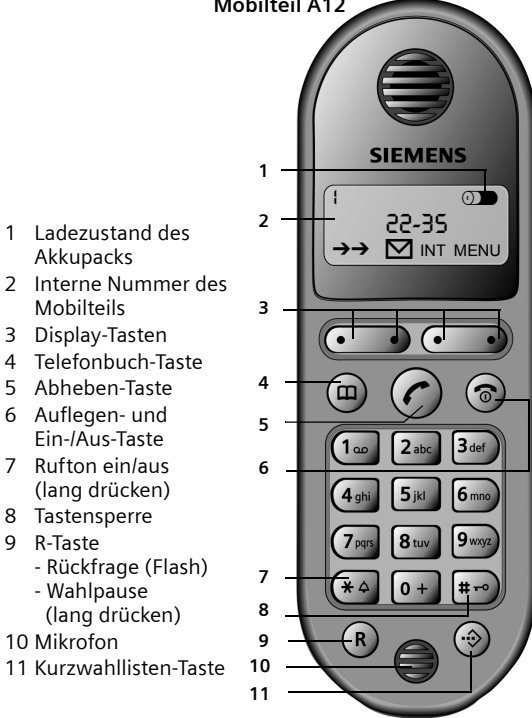 Mobilteil A12
1 Ladezustand des
Akkupacks
2 Interne Nummer des
Mobilteils
3 Display-Tasten
4 Telefonbuch-Taste
5 Abheben-Taste
6 Auflegen- und
Ein-/Aus-Taste
7 Rufton ein/aus
(lang drücken)
8 Tastensperre
9 R-Taste
- Rückfrage (Flash)
- Wahlpause
(lang drücken)
10 Mikrofon
11 Kurzwahllisten-Taste
1
2
3
4
5
6
7
8
9
10
11
SIEMENS
1
22-35
INT MENU
1 2 abc 3 def
4 ghi 5 jkl 6 mno
7 pqrs 8 tuv 9 wxyz
* 0 + #
R